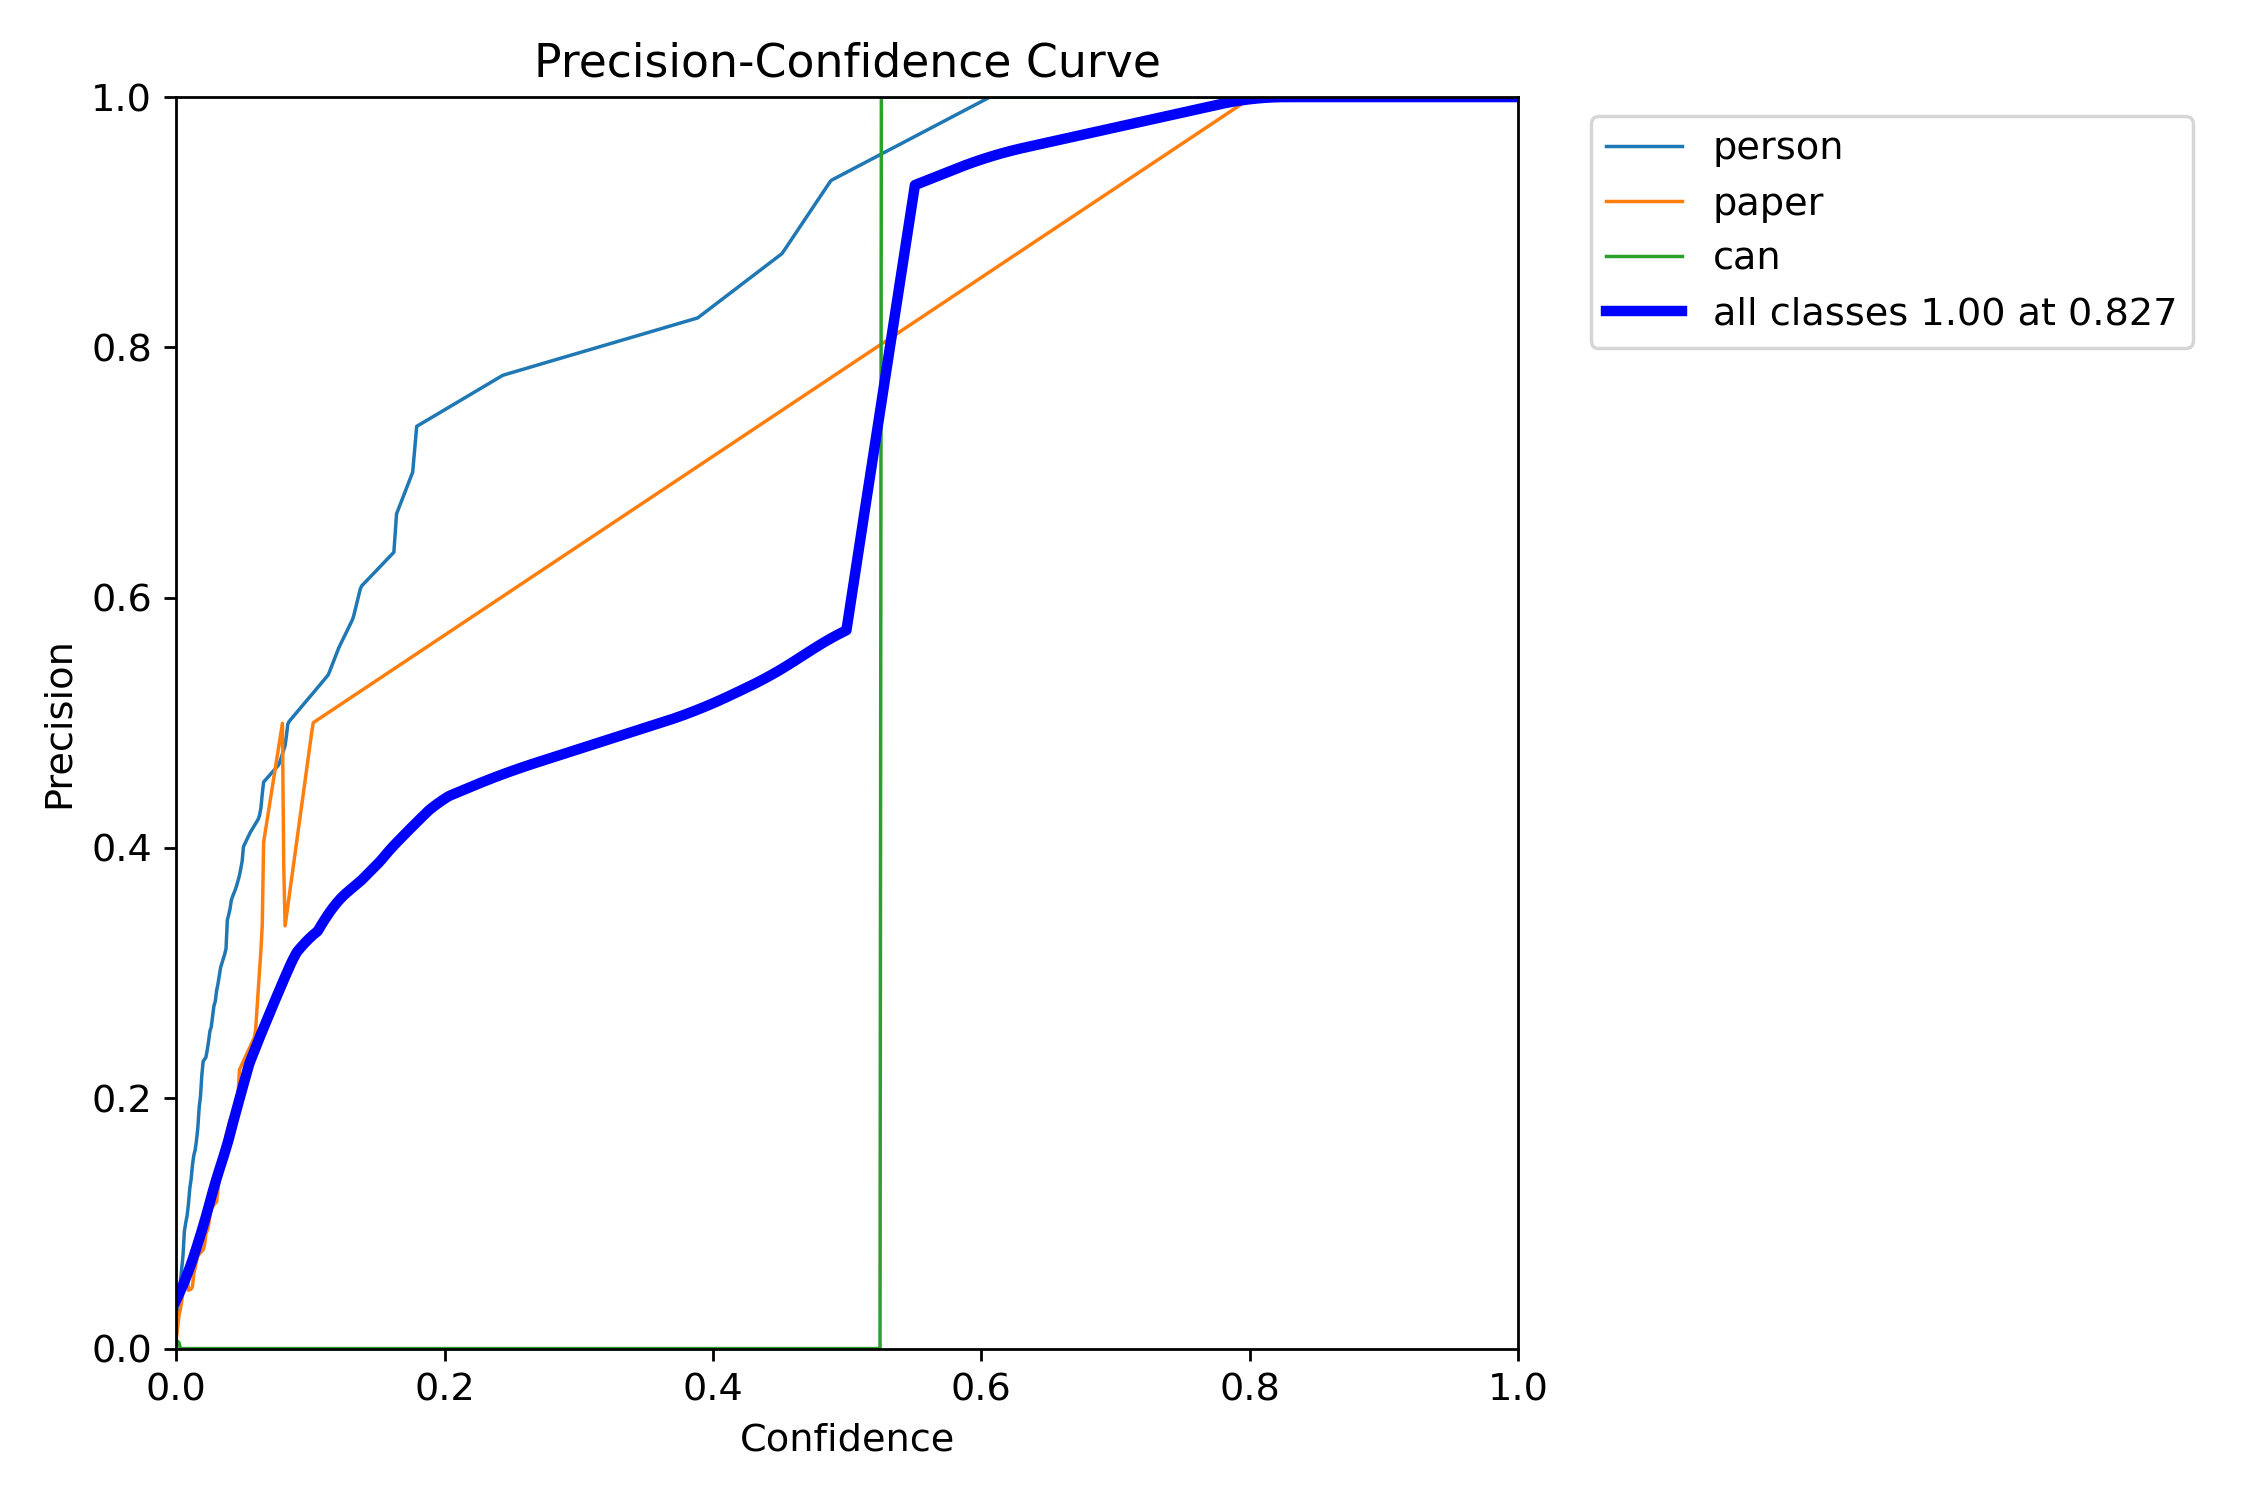 Precision-Confidence Curve
1.0
0.8
0.6
0.4
0.2
0.0
Precision
0.0 0.2 0.4 0.6 0.8 1.0
Confidence
person
paper
can
all classes 1.00 at 0.827